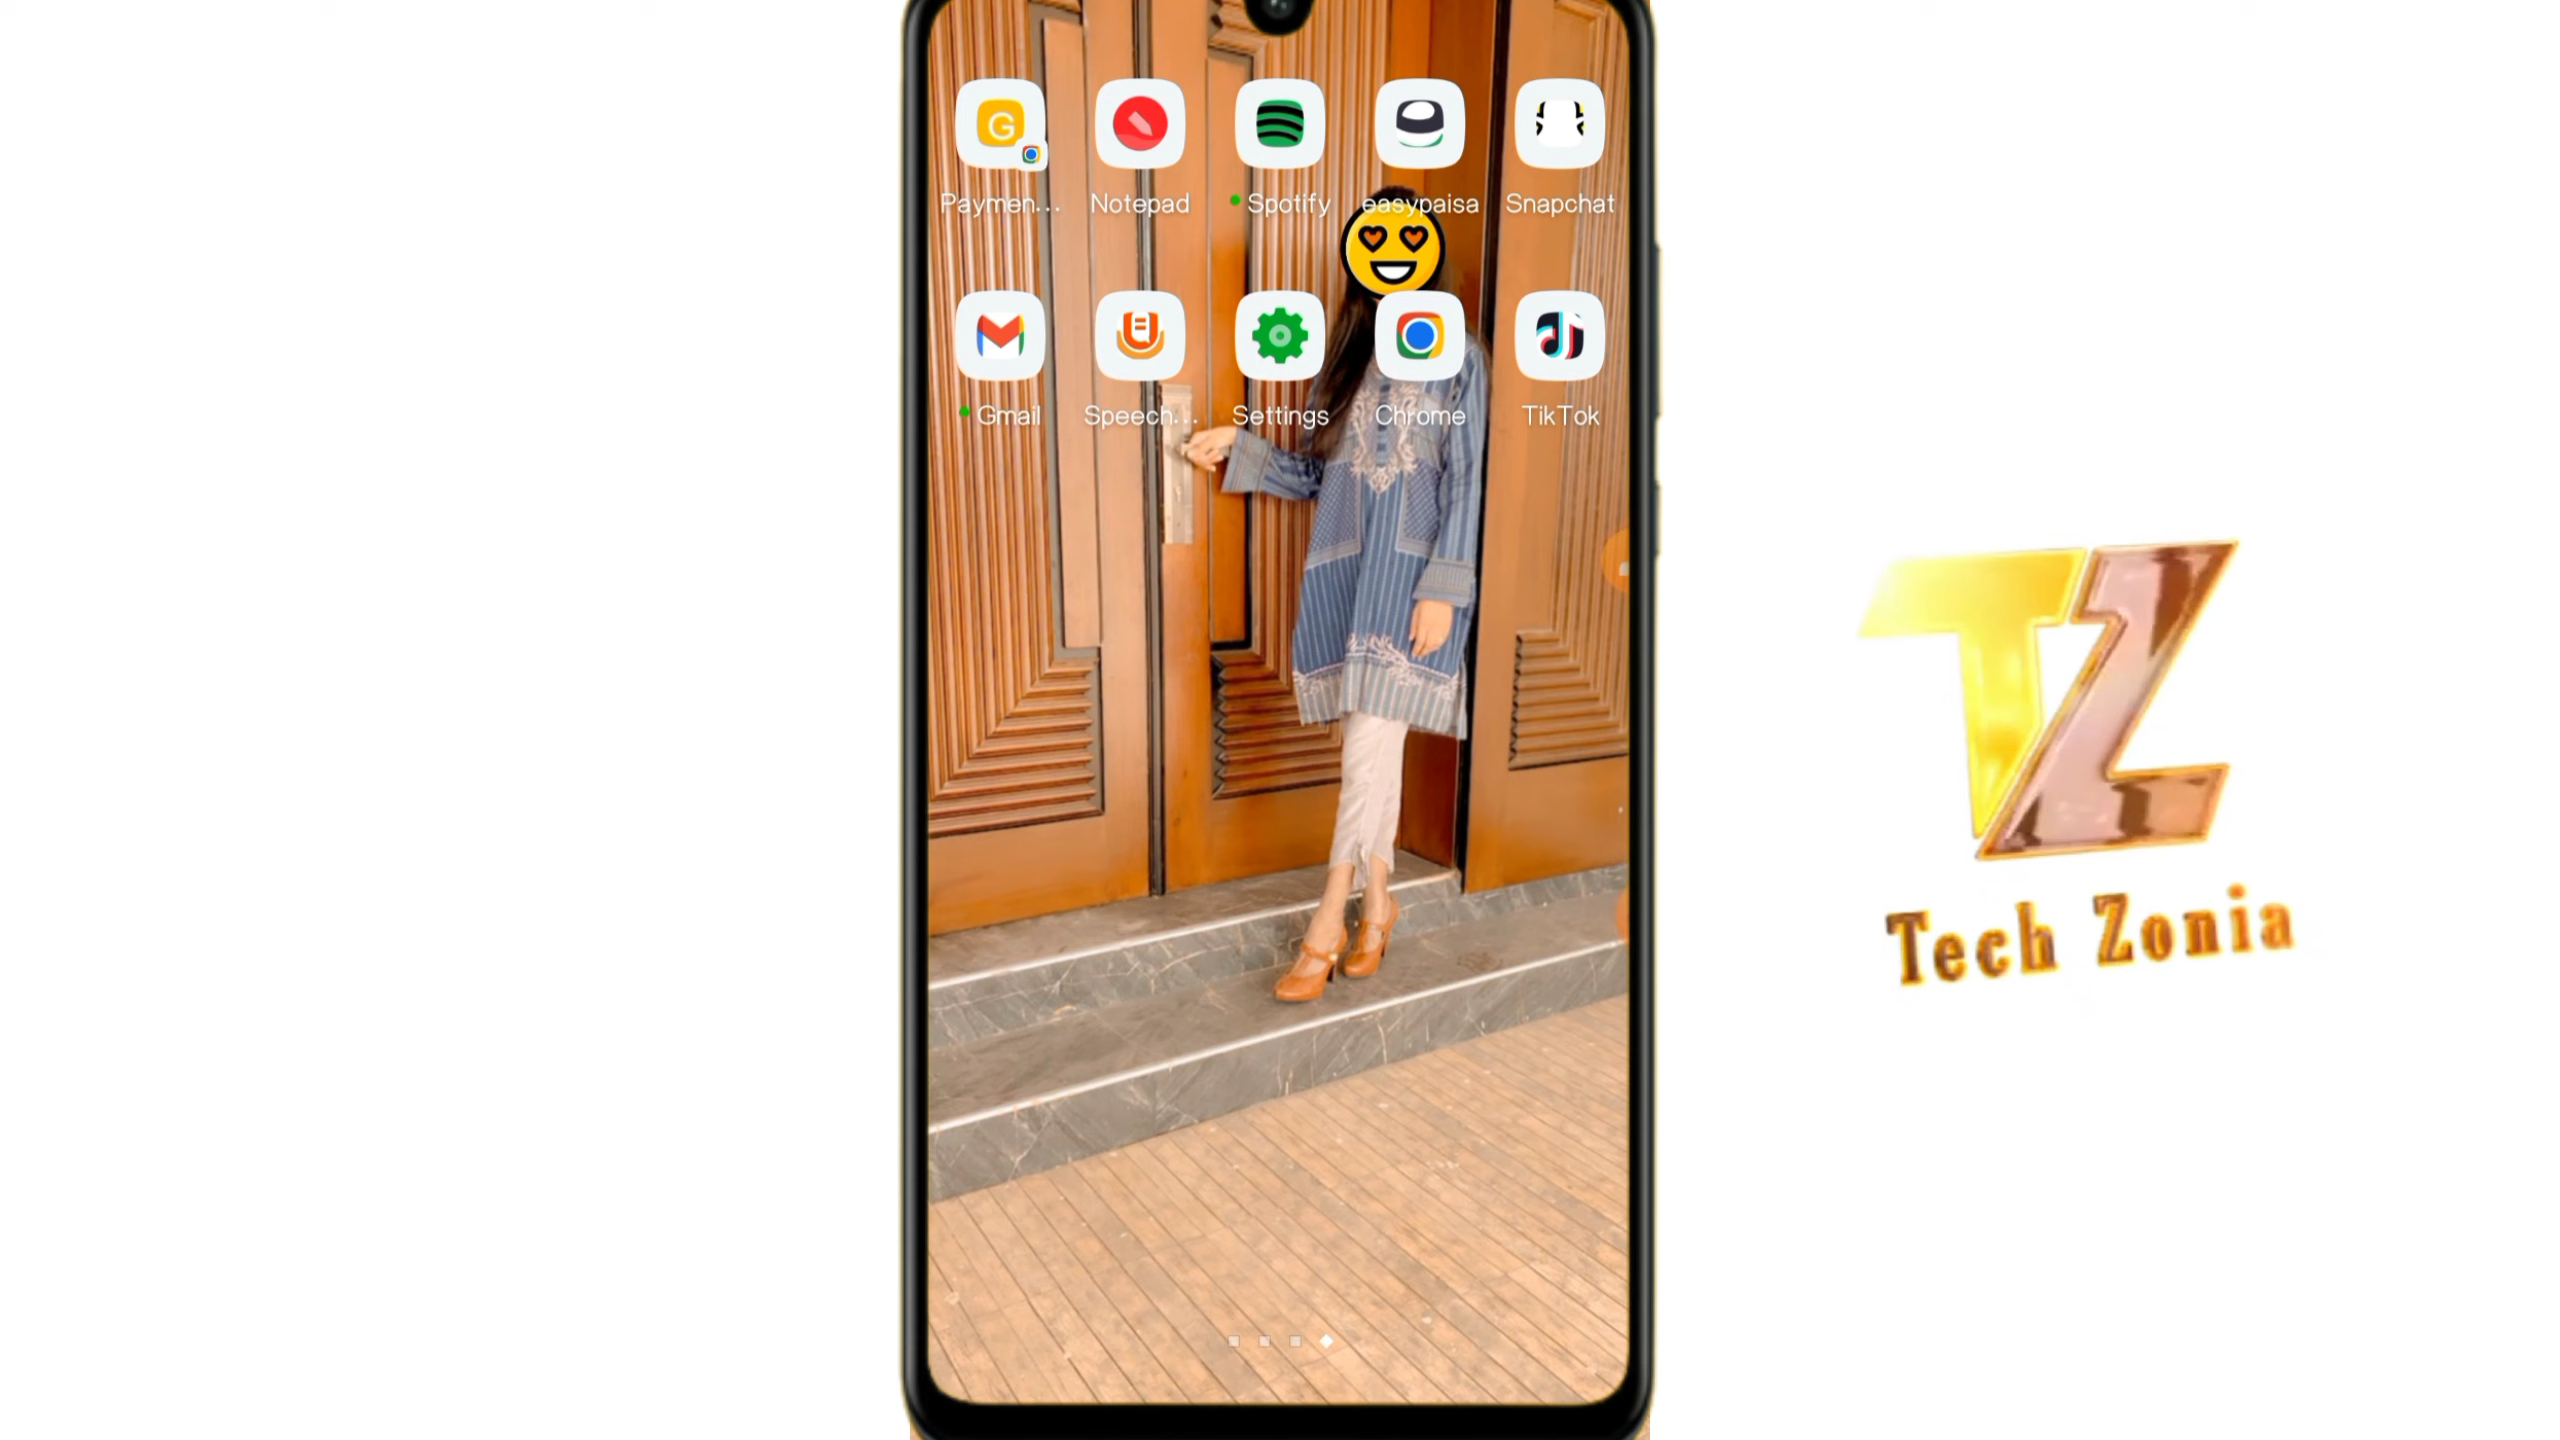 Paymen...
Notepad
Spotify
easypaisa
Snapchat
Gmail
Speech...
Settings
Chrome
TikTok
TZ
Tech Zonia